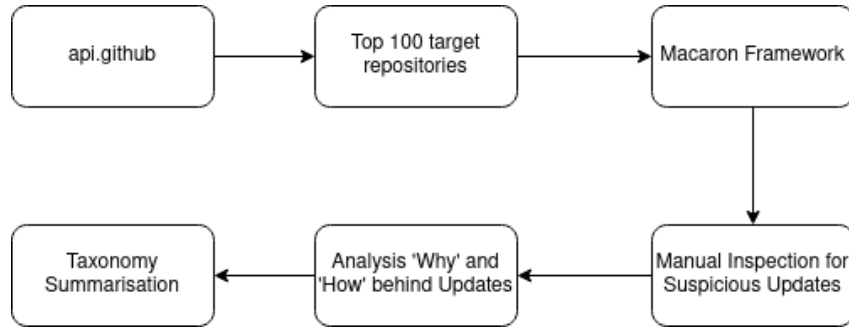 api.github
Top 100 target
repositories
Macaron Framework
Manual Inspection for
Suspicious Updates
Analysis 'Why' and
'How' behind Updates
Taxonomy
Summarisation